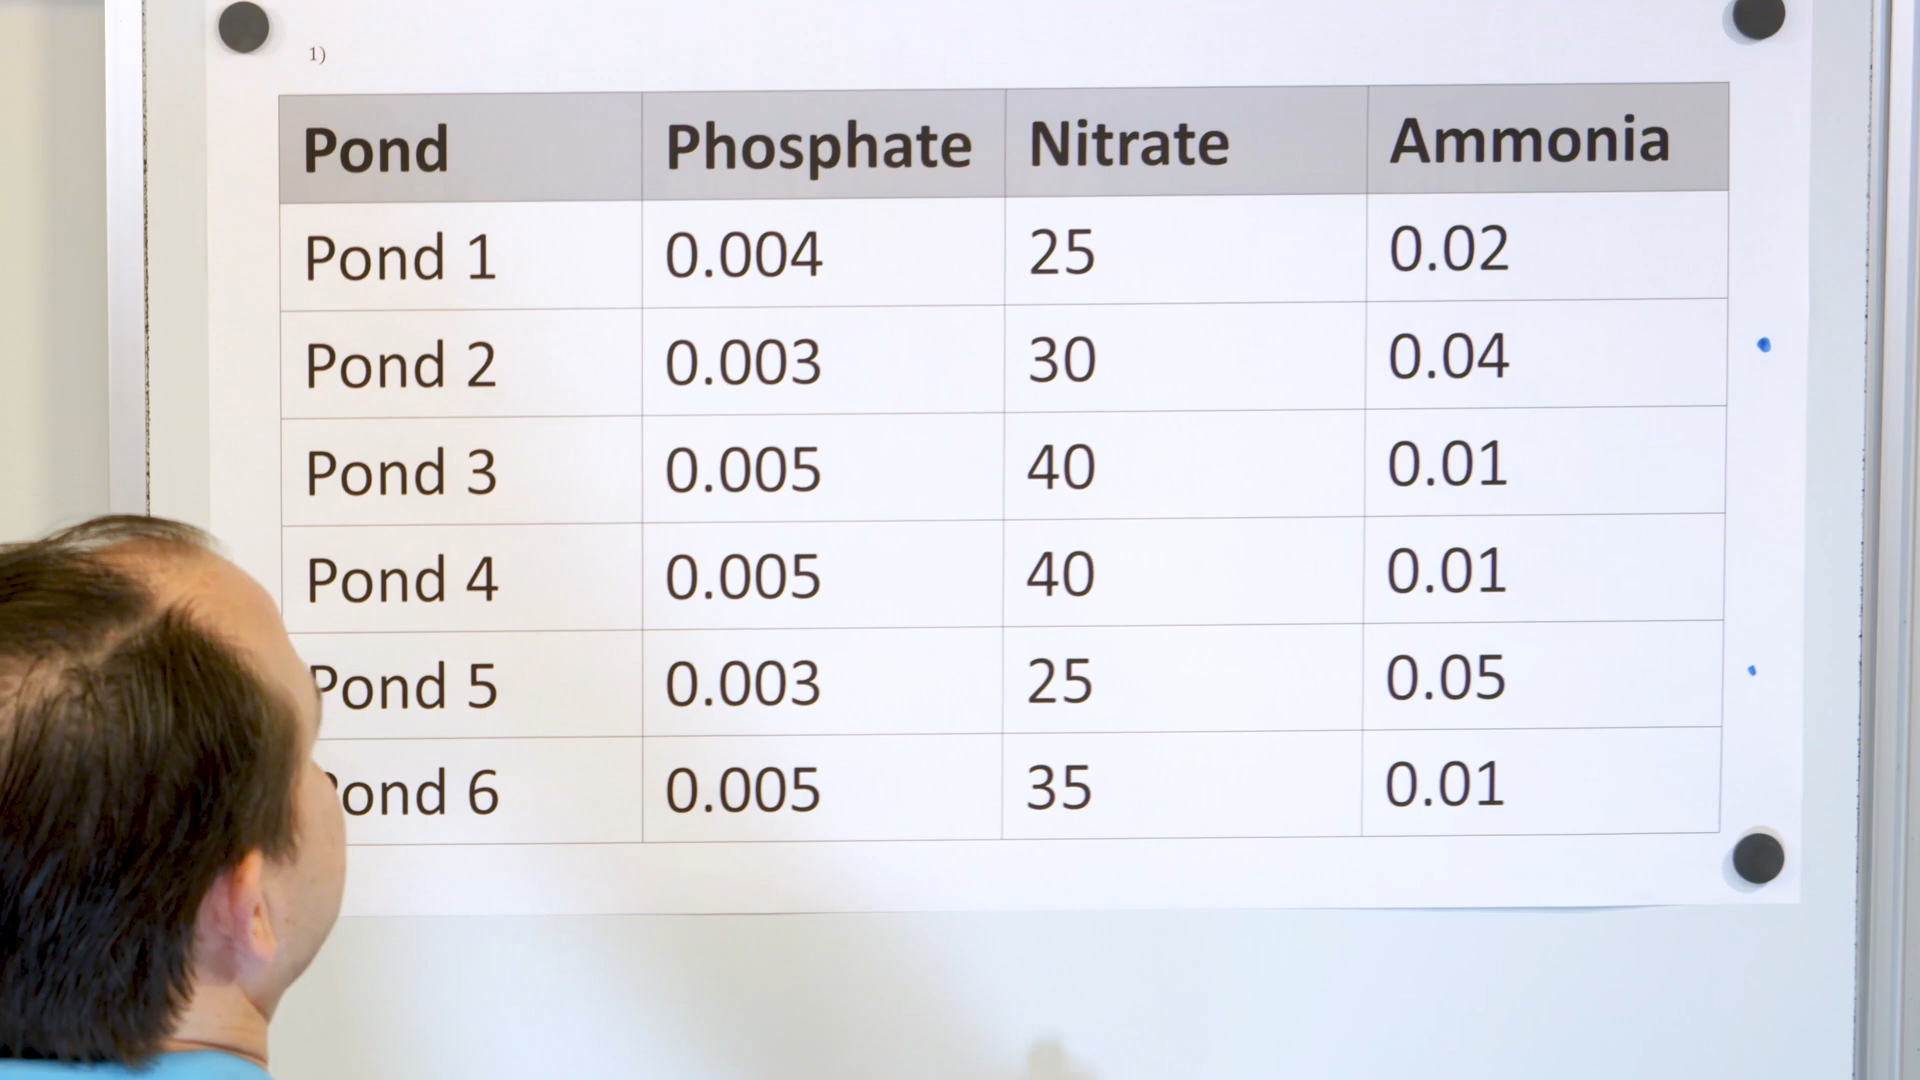 1)
Pond Phosphate Nitrate Ammonia
Pond 1 0.004 25 0.02
Pond 2 0.003 30 0.04
Pond 3 0.005 40 0.01
Pond 4 0.005 40 0.01
Pond 5 0.003 25 0.05
Pond 6 0.005 35 0.01